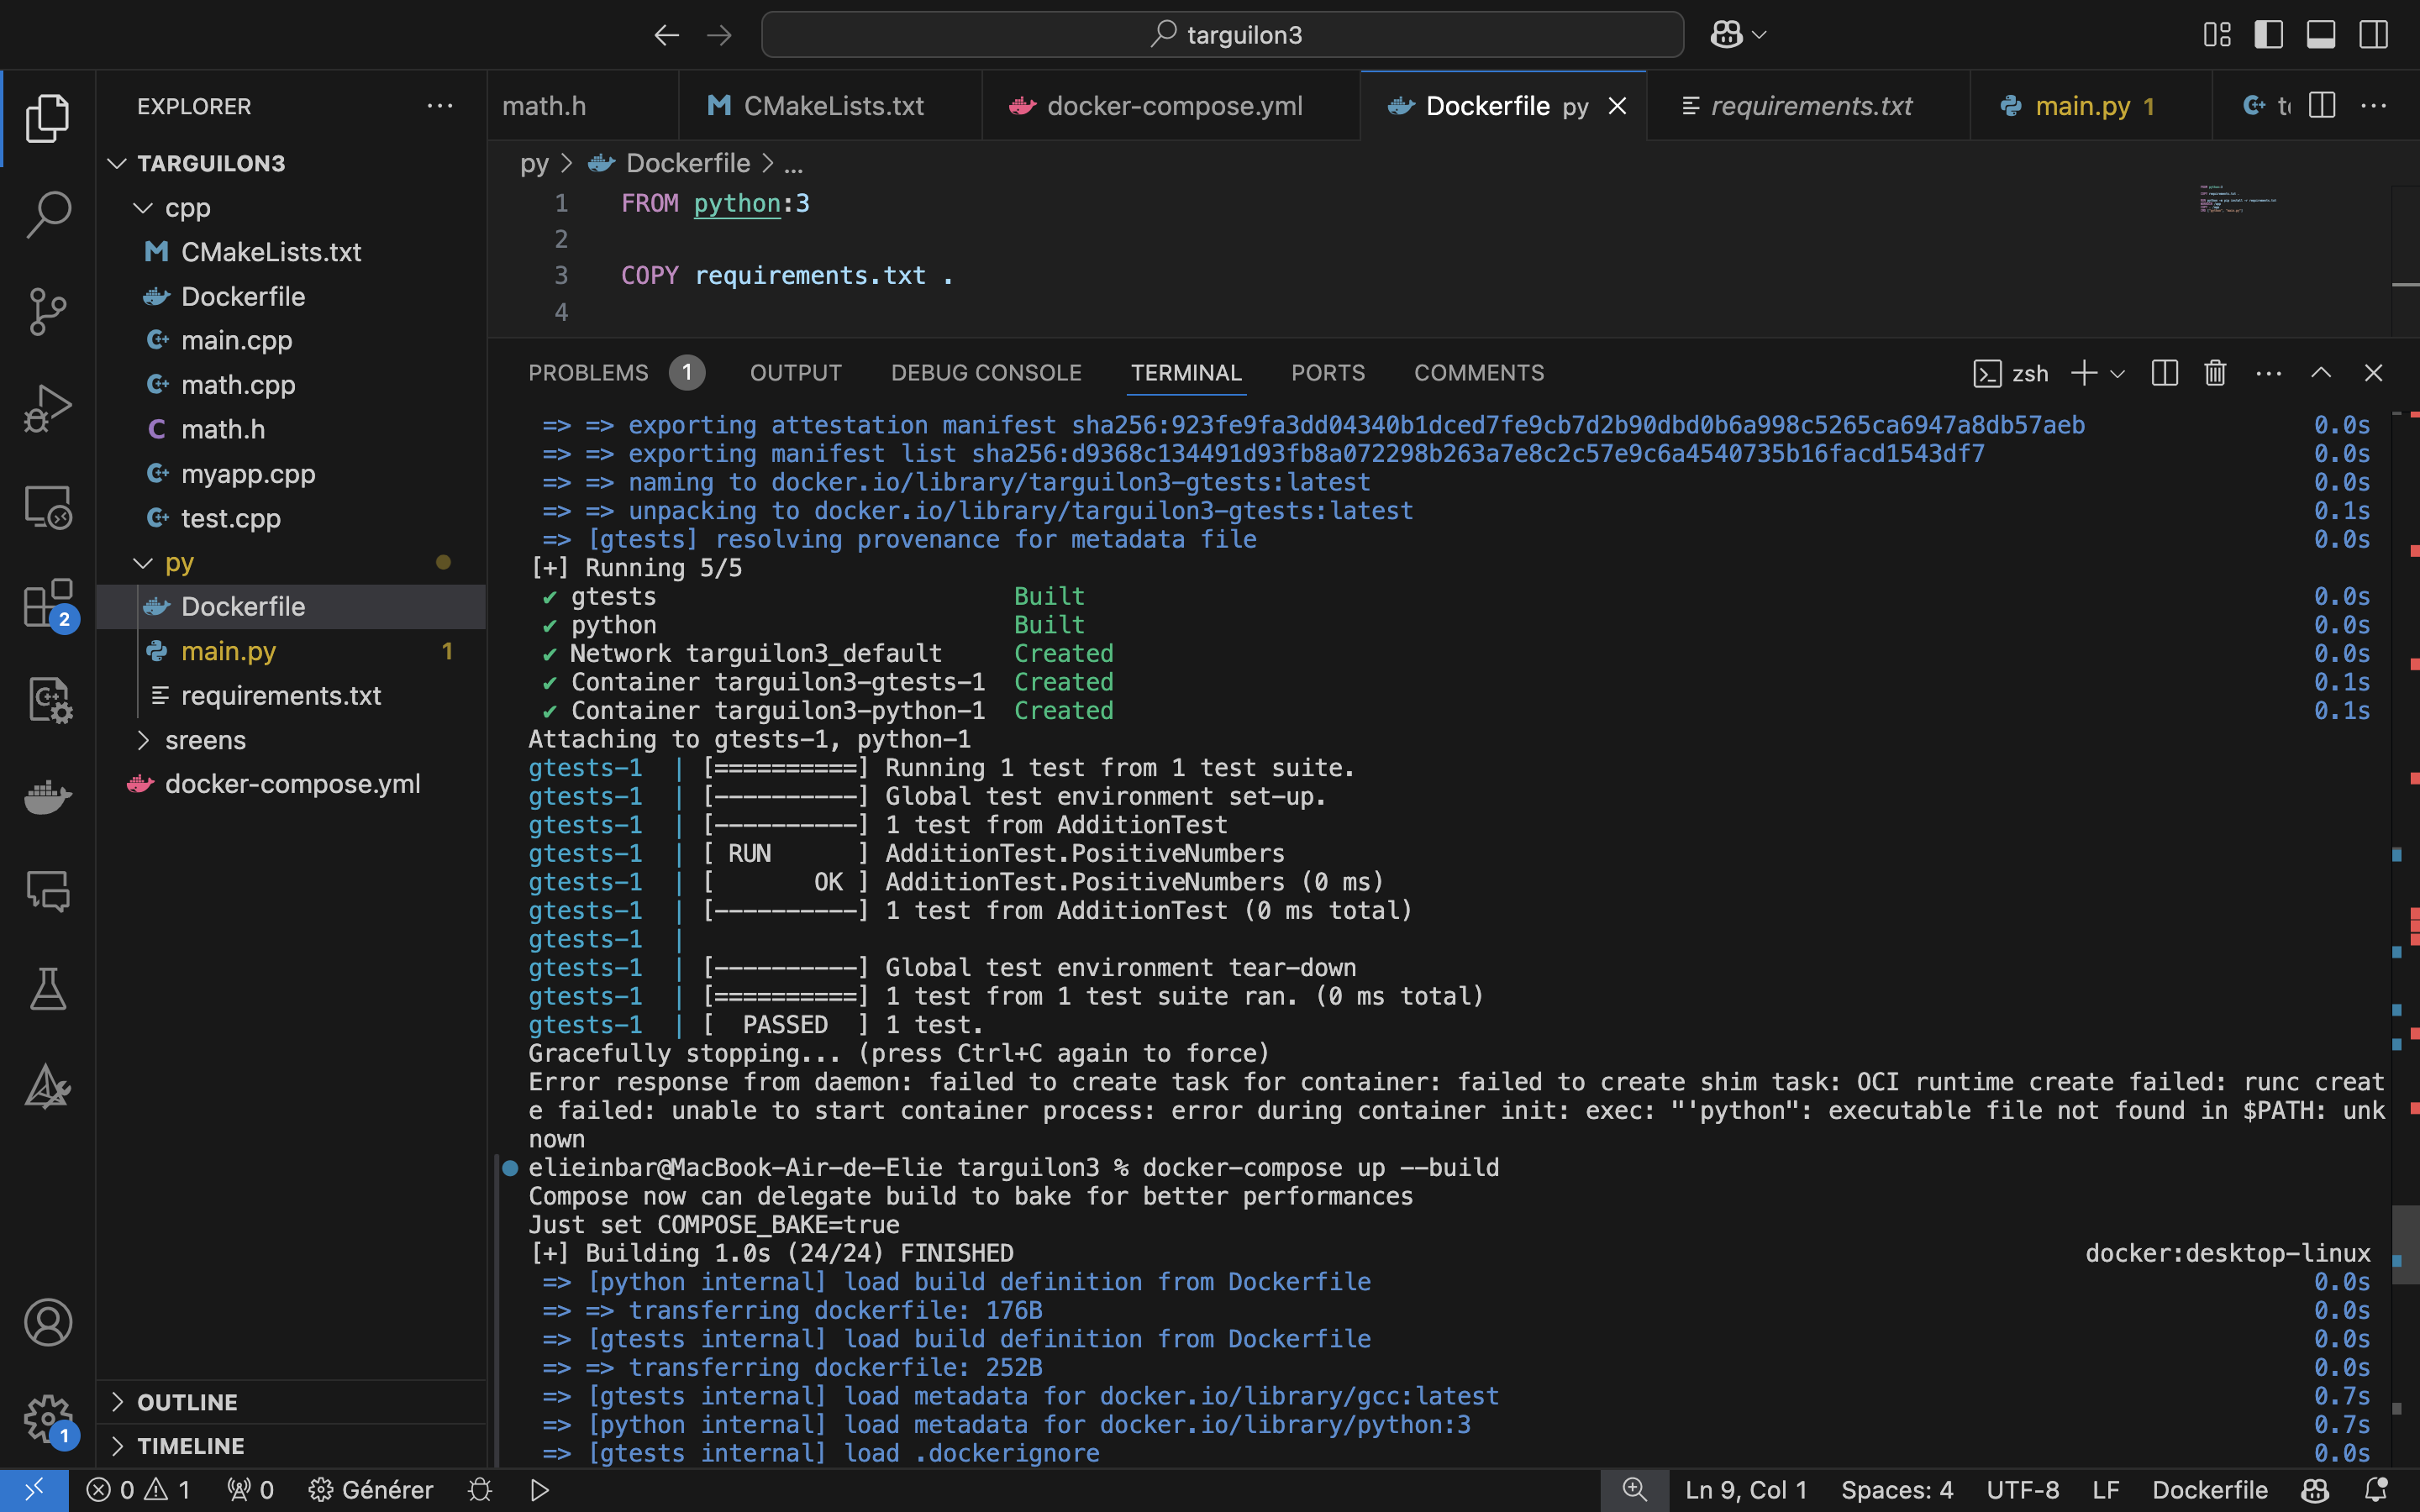 targuilon3
EXPLORER
math.h
CMakeLists.txt
docker-compose.yml
Dockerfile py
requirements.txt
main.py 1
TARGUILON3
cpp
CMakeLists.txt
Dockerfile
main.cpp
math.cpp
math.h
myapp.cpp
test.cpp
py
Dockerfile
main.py 1
requirements.txt
sreens
docker-compose.yml
OUTLINE
TIMELINE
2
1
py > Dockerfile > ...
1 FROM python:3
2
3 COPY requirements.txt .
4
PROBLEMS 1 OUTPUT DEBUG CONSOLE TERMINAL PORTS COMMENTS zsh
=> => exporting attestation manifest sha256:923fe9fa3dd04340b1dced7fe9cb7d2b90dbd0b6a998c5265ca6947a8db57aeb 0.0s
=> => exporting manifest list sha256:d9368c134491d93fb8a072298b263a7e8c2c57e9c6a4540735b16facd1543df7 0.0s
=> => naming to docker.io/library/targuilon3-gtests:latest 0.0s
=> => unpacking to docker.io/library/targuilon3-gtests:latest 0.1s
=> [gtests] resolving provenance for metadata file 0.0s
[+] Running 5/5
✔ gtests Built 0.0s
✔ python Built 0.0s
✔ Network targuilon3_default Created 0.0s
✔ Container targuilon3-gtests-1 Created 0.1s
✔ Container targuilon3-python-1 Created 0.1s
Attaching to gtests-1, python-1
gtests-1 | [==========] Running 1 test from 1 test suite.
gtests-1 | [----------] Global test environment set-up.
gtests-1 | [----------] 1 test from AdditionTest
gtests-1 | [ RUN      ] AdditionTest.PositiveNumbers
gtests-1 | [       OK ] AdditionTest.PositiveNumbers (0 ms)
gtests-1 | [----------] 1 test from AdditionTest (0 ms total)
gtests-1 |
gtests-1 | [----------] Global test environment tear-down
gtests-1 | [==========] 1 test from 1 test suite ran. (0 ms total)
gtests-1 | [  PASSED  ] 1 test.
Gracefully stopping... (press Ctrl+C again to force)
Error response from daemon: failed to create task for container: failed to create shim task: OCI runtime create failed: runc creat
e failed: unable to start container process: error during container init: exec: "'python": executable file not found in $PATH: unk
nown
elieinbar@MacBook-Air-de-Elie targuilon3 % docker-compose up --build
Compose now can delegate build to bake for better performances
Just set COMPOSE_BAKE=true
[+] Building 1.0s (24/24) FINISHED docker:desktop-linux
=> [python internal] load build definition from Dockerfile 0.0s
=> => transferring dockerfile: 176B 0.0s
=> [gtests internal] load build definition from Dockerfile 0.0s
=> => transferring dockerfile: 252B 0.0s
=> [gtests internal] load metadata for docker.io/library/gcc:latest 0.7s
=> [python internal] load metadata for docker.io/library/python:3 0.7s
=> [gtests internal] load .dockerignore 0.0s
0 1 0 Générer Ln 9, Col 1 Spaces: 4 UTF-8 LF Dockerfile